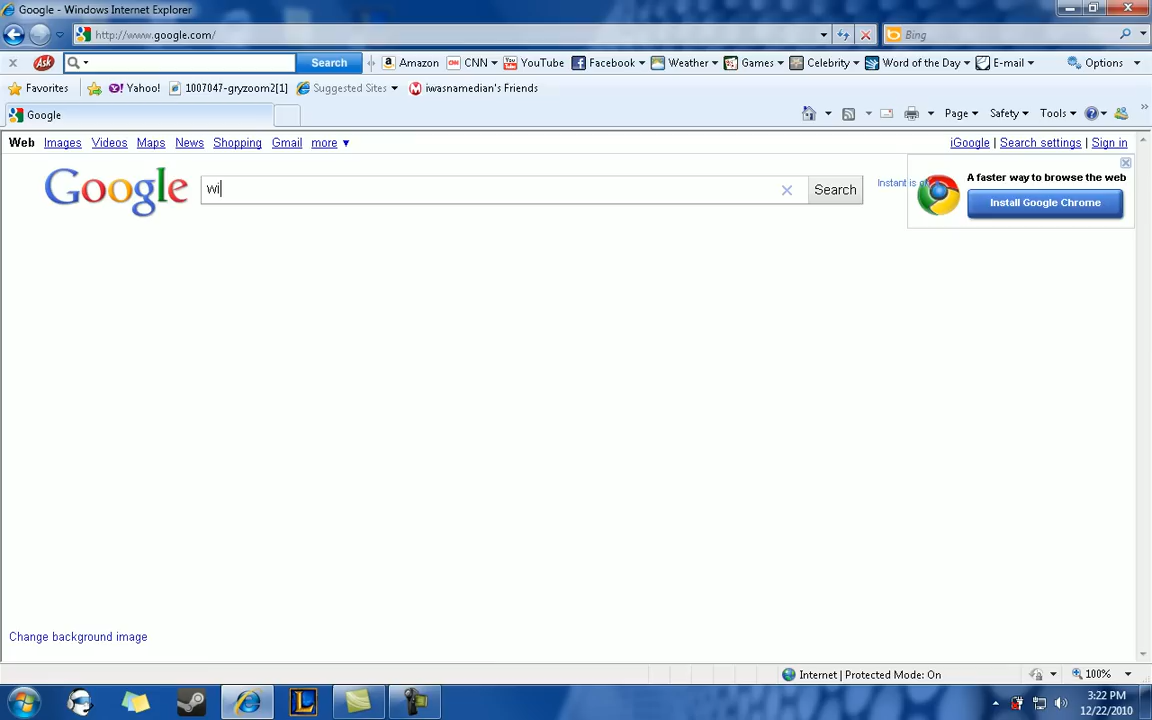 Google - Windows Internet Explorer
http://www.google.com/
Bing
Ask Search Amazon CNN YouTube Facebook Weather Games Celebrity Word of the Day E-mail Options
Favorites Yahoo! 1007047-gryzoom2[1] Suggested Sites iwasnamedian's Friends
Google Page Safety Tools
Web Images Videos Maps News Shopping Gmail more iGoogle Search settings Sign in
A faster way to browse the web
Google wi Search Instant is
Install Google Chrome
Change background image
Internet | Protected Mode: On 100%
3:22 PM
12/22/2010